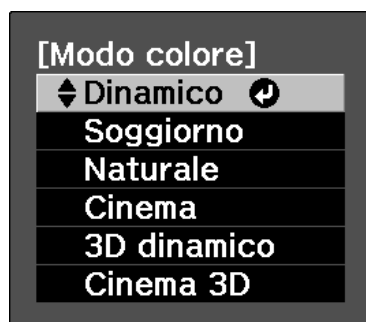 [Modo colore]
Dinamico
Soggiorno
Naturale
Cinema
3D dinamico
Cinema 3D